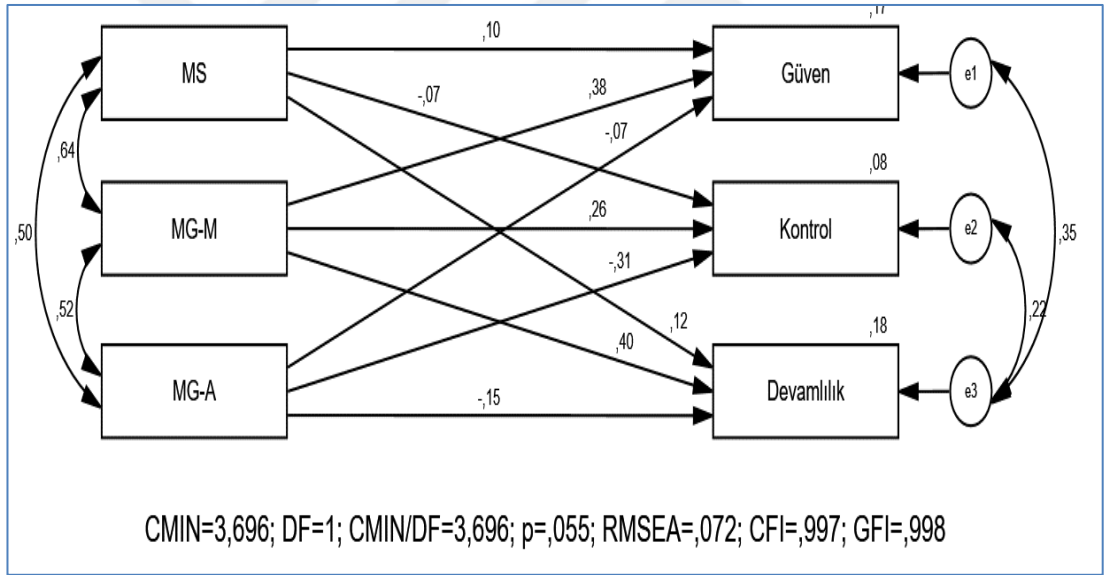 ,17
,10
MS
Güven
e1
,38
-,07
-,07
,64
,08
,26
,50
MG-M
Kontrol
e2
,35
-,31
,52
,22
,12
,18
,40
MG-A
Devamlılık
e3
-,15
CMIN=3,696; DF=1; CMIN/DF=3,696; p=,055; RMSEA=,072; CFI=,997; GFI=,998